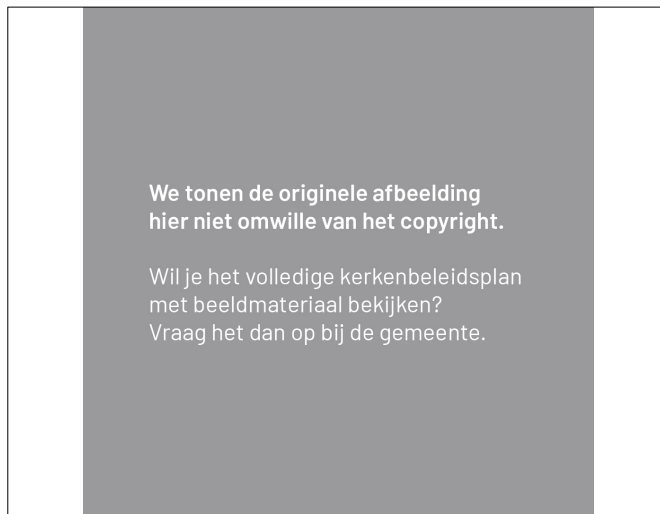 We tonen de originele afbeelding
hier niet omwille van het copyright.
Wil je het volledige kerkenbeleidsplan
met beeldmateriaal bekijken?
Vraag het dan op bij de gemeente.